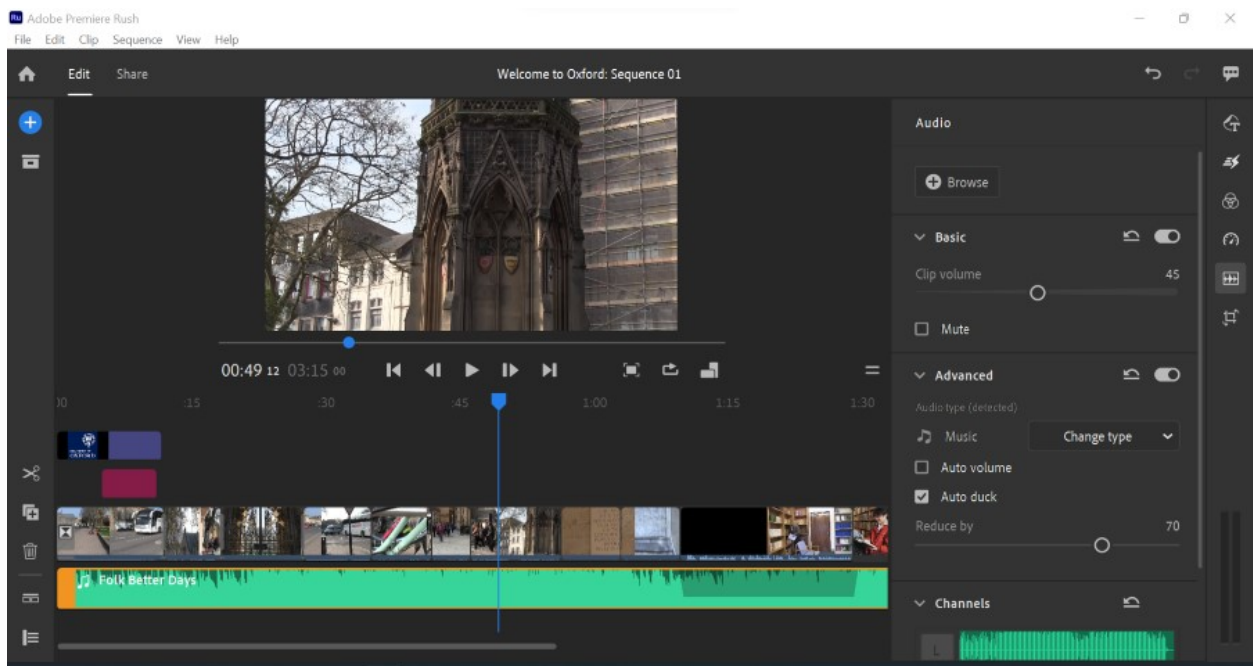 Ru Adobe Premiere Rush
File Edit Clip Sequence View Help
Edit Share Welcome to Oxford: Sequence 01
Audio
Browse
Basic
Clip volume 45
Mute
00:49 12 03:15 00
Advanced
:00 :15 :30 :45 1:00 1:15 1:30
Audio type (detected)
Music Change type
Auto volume
Auto duck
Reduce by 70
Folk Better Days
Channels
L